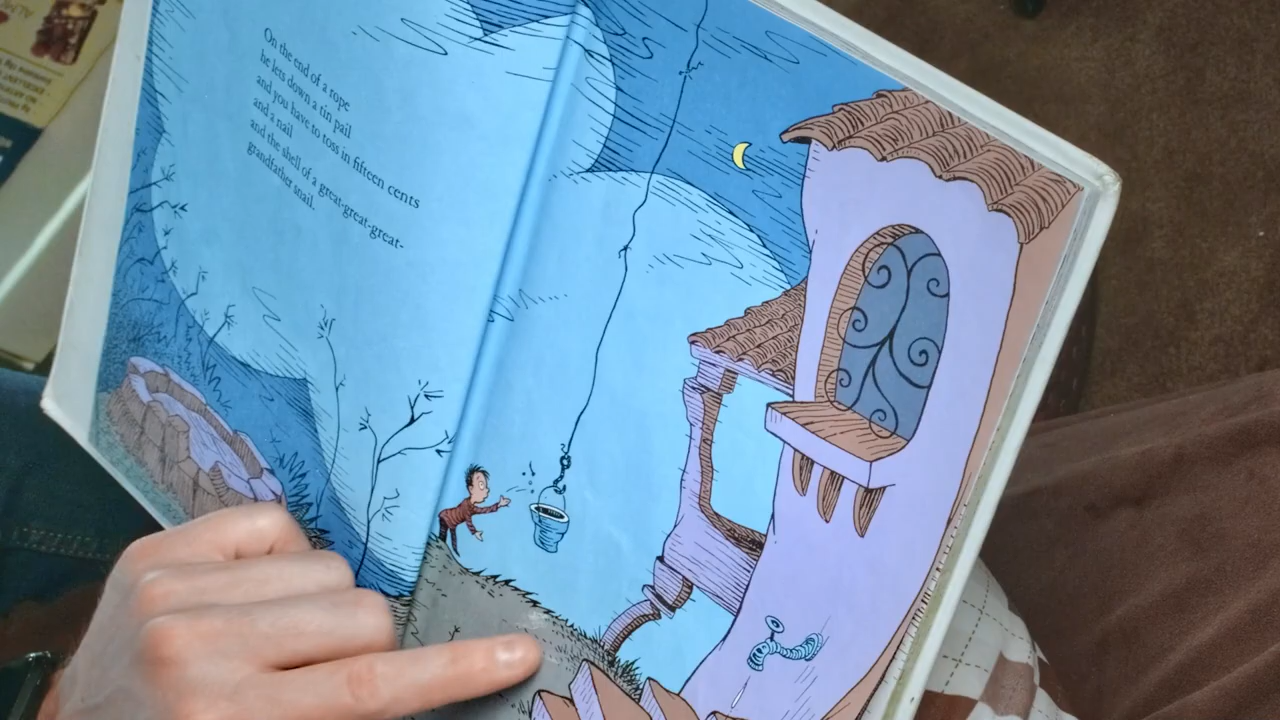 On the end of a rope
he lets down a tin pail
and you have to toss in fifteen cents
and a nail
and the shell of a great-great-great-
grandfather snail.